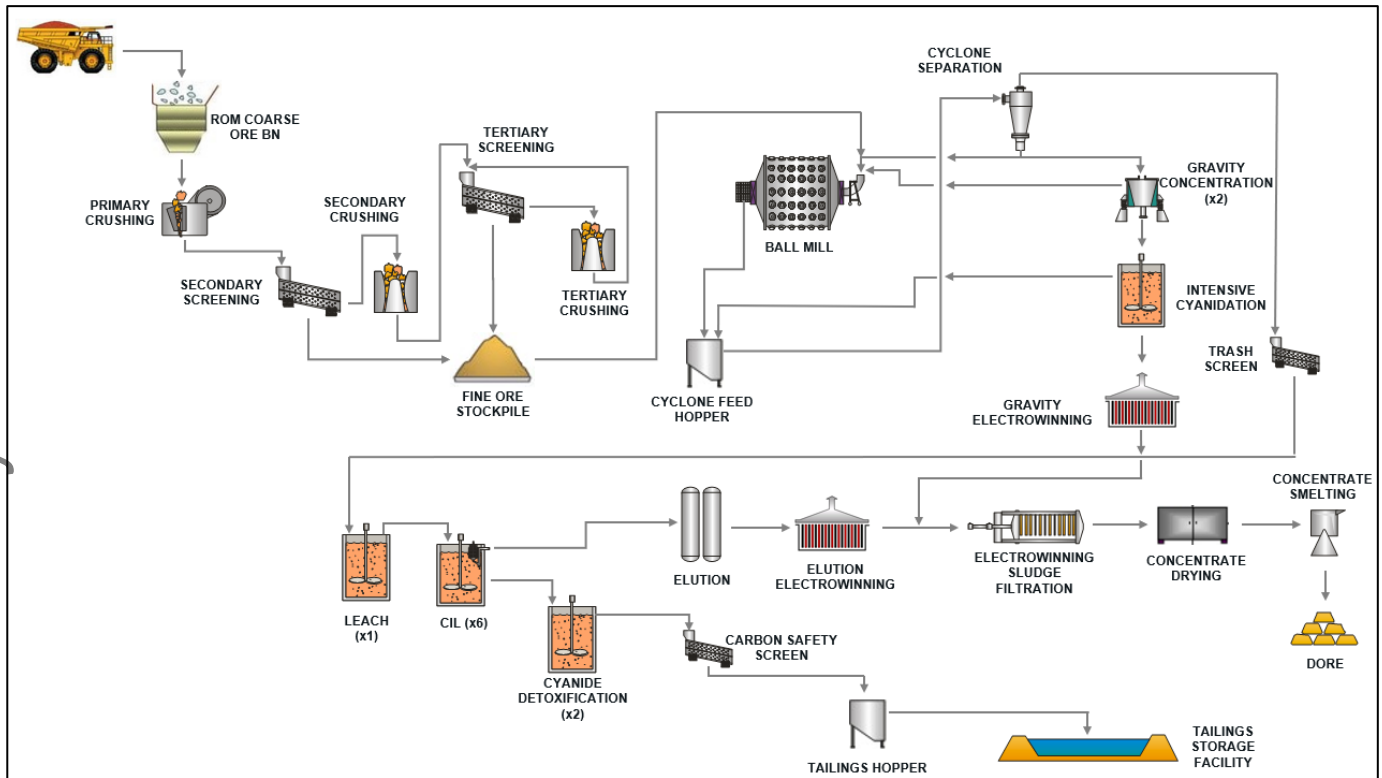 CYCLONE
SEPARATION
ROM COARSE
ORE BN
TERTIARY
SCREENING
GRAVITY
CONCENTRATION
(x2)
PRIMARY
CRUSHING
SECONDARY
CRUSHING
BALL MILL
SECONDARY
SCREENING
TERTIARY
CRUSHING
INTENSIVE
CYANIDATION
TRASH
SCREEN
FINE ORE
STOCKPILE
CYCLONE FEED
HOPPER
GRAVITY
ELECTROWINNING
CONCENTRATE
SMELTING
LEACH
(x1)
CIL (x6)
ELUTION
ELUTION
ELECTROWINNING
ELECTROWINNING
SLUDGE
FILTRATION
CONCENTRATE
DRYING
DORE
CYANIDE
DETOXIFICATION
(x2)
CARBON SAFETY
SCREEN
TAILINGS HOPPER
TAILINGS
STORAGE
FACILITY